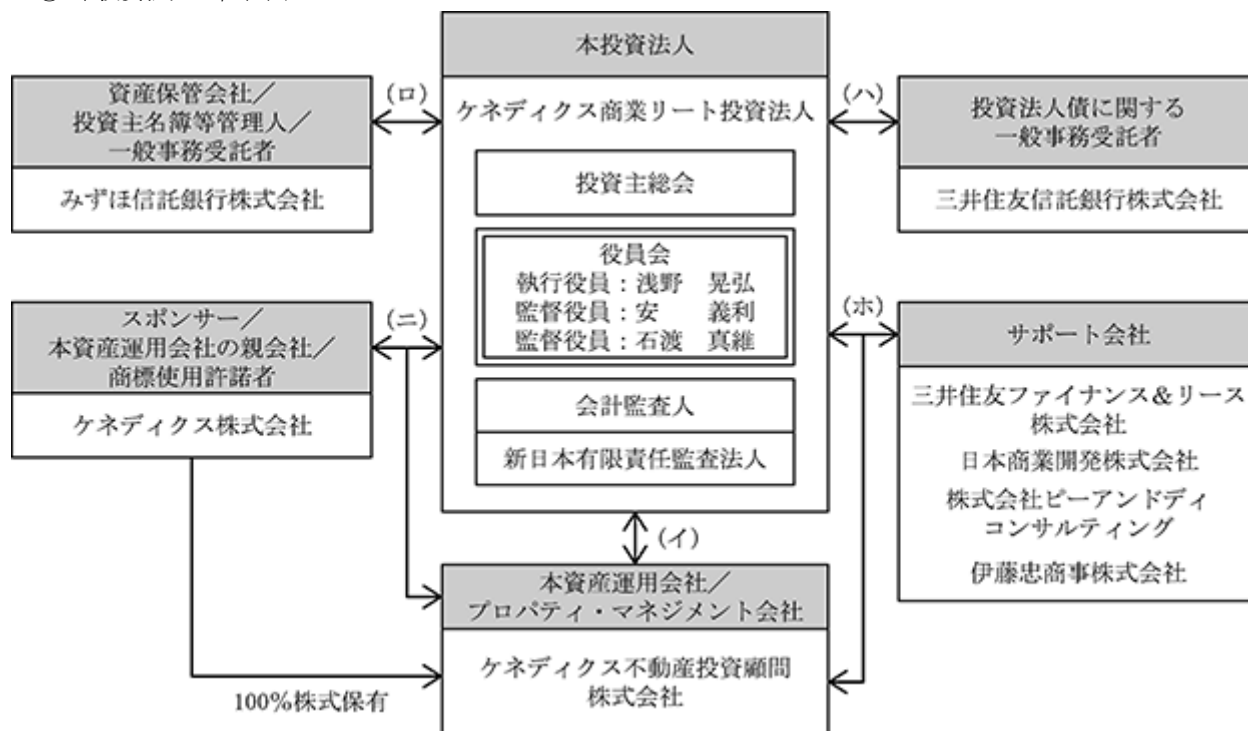 本投資法人
ケネディクス商業リート投資法人
投資主総会
役員会
執行役員：浅野　晃弘
監督役員：安　　義利
監督役員：石渡　真維
会計監査人
新日本有限責任監査法人
資産保管会社／
投資主名簿等管理人／
一般事務受託者
みずほ信託銀行株式会社
(ロ)
(ハ)
投資法人債に関する
一般事務受託者
三井住友信託銀行株式会社
スポンサー／
本資産運用会社の親会社／
商標使用許諾者
ケネディクス株式会社
(ニ)
(ホ)
サポート会社
三井住友ファイナンス＆リース
株式会社
日本商業開発株式会社
株式会社ピーアンドディ
コンサルティング
伊藤忠商事株式会社
(イ)
本資産運用会社／
プロパティ・マネジメント会社
ケネディクス不動産投資顧問
株式会社
100％株式保有